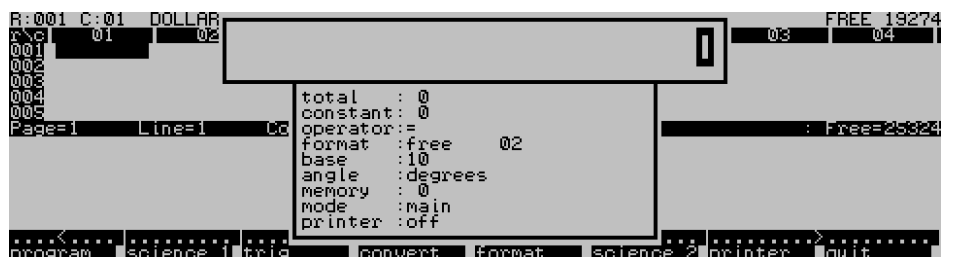 R:001 C:01 DOLLAR FREE 19274
r\c 01 02 03 04
001
002
003
004
005
0
total : 0
constant: 0
operator:=
format :free 02
base :10
angle :degrees
memory : 0
mode :main
printer :off
Page=1 Line=1 Co : Free=25324
program science 1 trig convert format science 2 printer quit